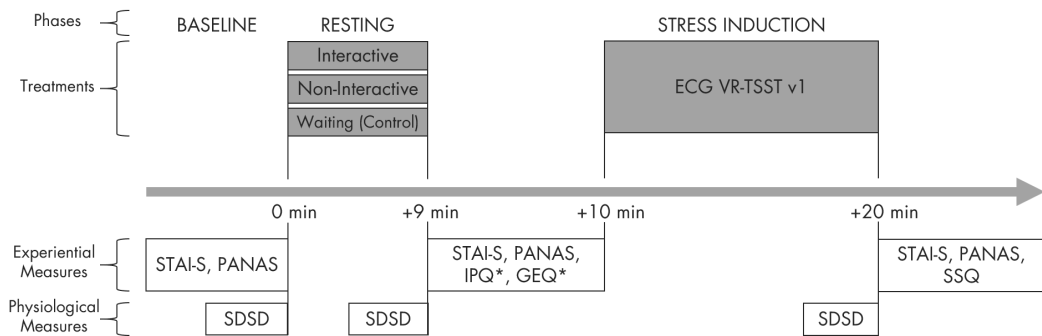 Phases
BASELINE
RESTING
STRESS INDUCTION
Treatments
Interactive
Non-Interactive
Waiting (Control)
ECG VR-TSST v1
0 min
+9 min
+10 min
+20 min
Experiential
Measures
STAI-S, PANAS
STAI-S, PANAS,
IPQ*, GEQ*
STAI-S, PANAS,
SSQ
Physiological
Measures
SDSD
SDSD
SDSD